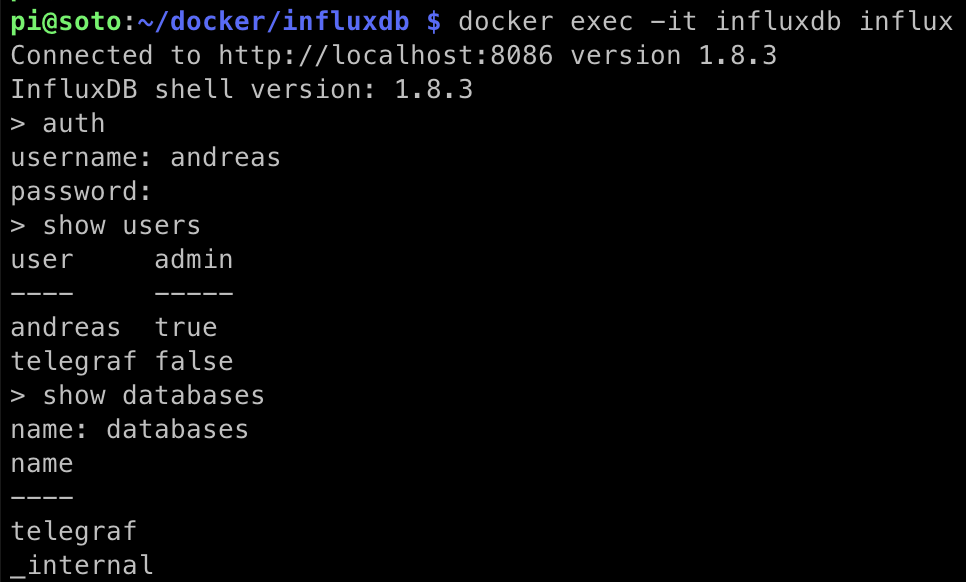 pi@soto:~/docker/influxdb $ docker exec -it influxdb influx
Connected to http://localhost:8086 version 1.8.3
InfluxDB shell version: 1.8.3
> auth
username: andreas
password:
> show users
user     admin
----     -----
andreas  true
telegraf false
> show databases
name: databases
name
----
telegraf
_internal